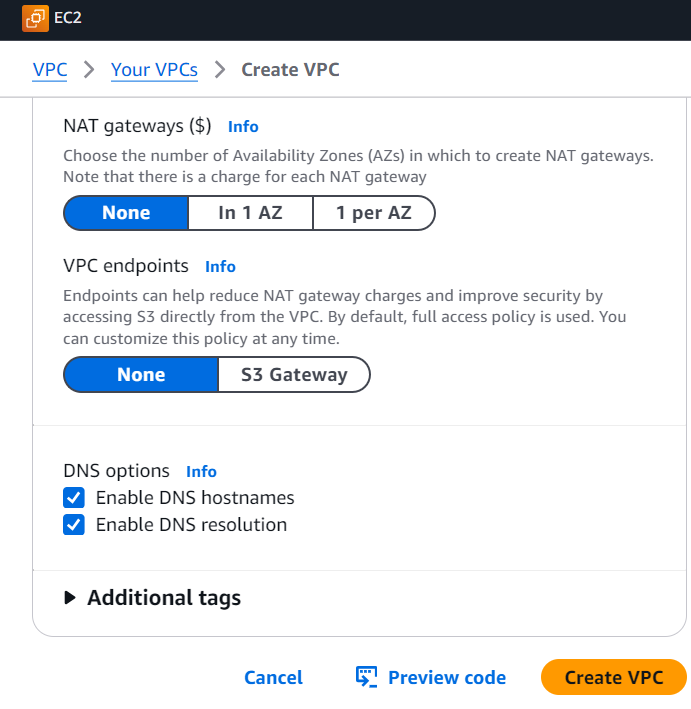 EC2
VPC > Your VPCs > Create VPC
NAT gateways ($) Info
Choose the number of Availability Zones (AZs) in which to create NAT gateways.
Note that there is a charge for each NAT gateway
None In 1 AZ 1 per AZ
VPC endpoints Info
Endpoints can help reduce NAT gateway charges and improve security by
accessing S3 directly from the VPC. By default, full access policy is used. You
can customize this policy at any time.
None S3 Gateway
DNS options Info
Enable DNS hostnames
Enable DNS resolution
Additional tags
Cancel Preview code Create VPC